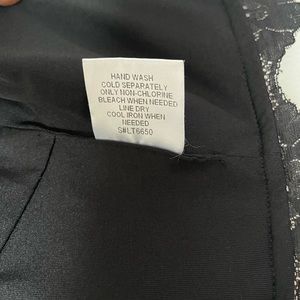 HAND WASH
COLD SEPARATELY
ONLY NON-CHLORINE
BLEACH WHEN NEEDED
LINE DRY
COOL IRON WHEN
NEEDED
S#LT6650